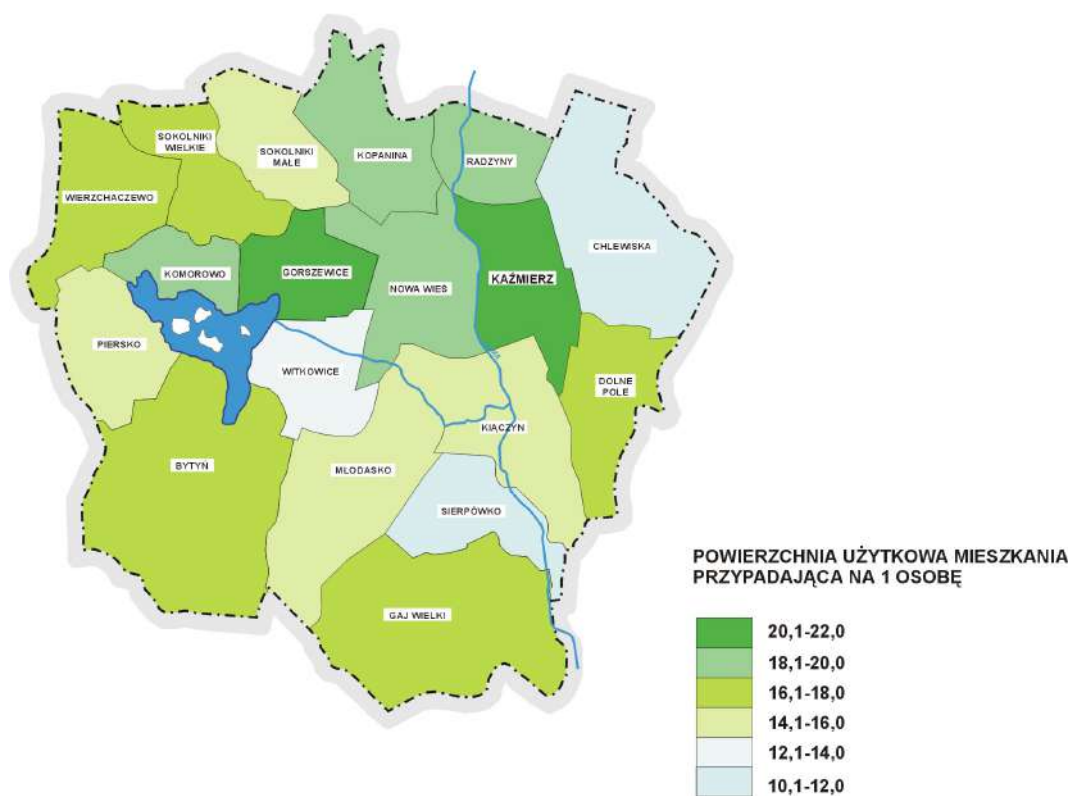 SOKOLNIKI
WIELKIE
SOKOLNIKI
MAŁE
KOPANINA
RADZYNY
WIERZCHACZEWO
CHLEWISKA
KOMOROWO
GORSZEWICE
KAŹMIERZ
NOWA WIEŚ
PIERSKO
WITKOWICE
DOLNE
POLE
KIĄCZYN
BYTYŃ
MŁODASKO
SIERPÓWKO
GAJ WIELKI
POWIERZCHNIA UŻYTKOWA MIESZKANIA
PRZYPADAJĄCA NA 1 OSOBĘ
20,1-22,0
18,1-20,0
16,1-18,0
14,1-16,0
12,1-14,0
10,1-12,0